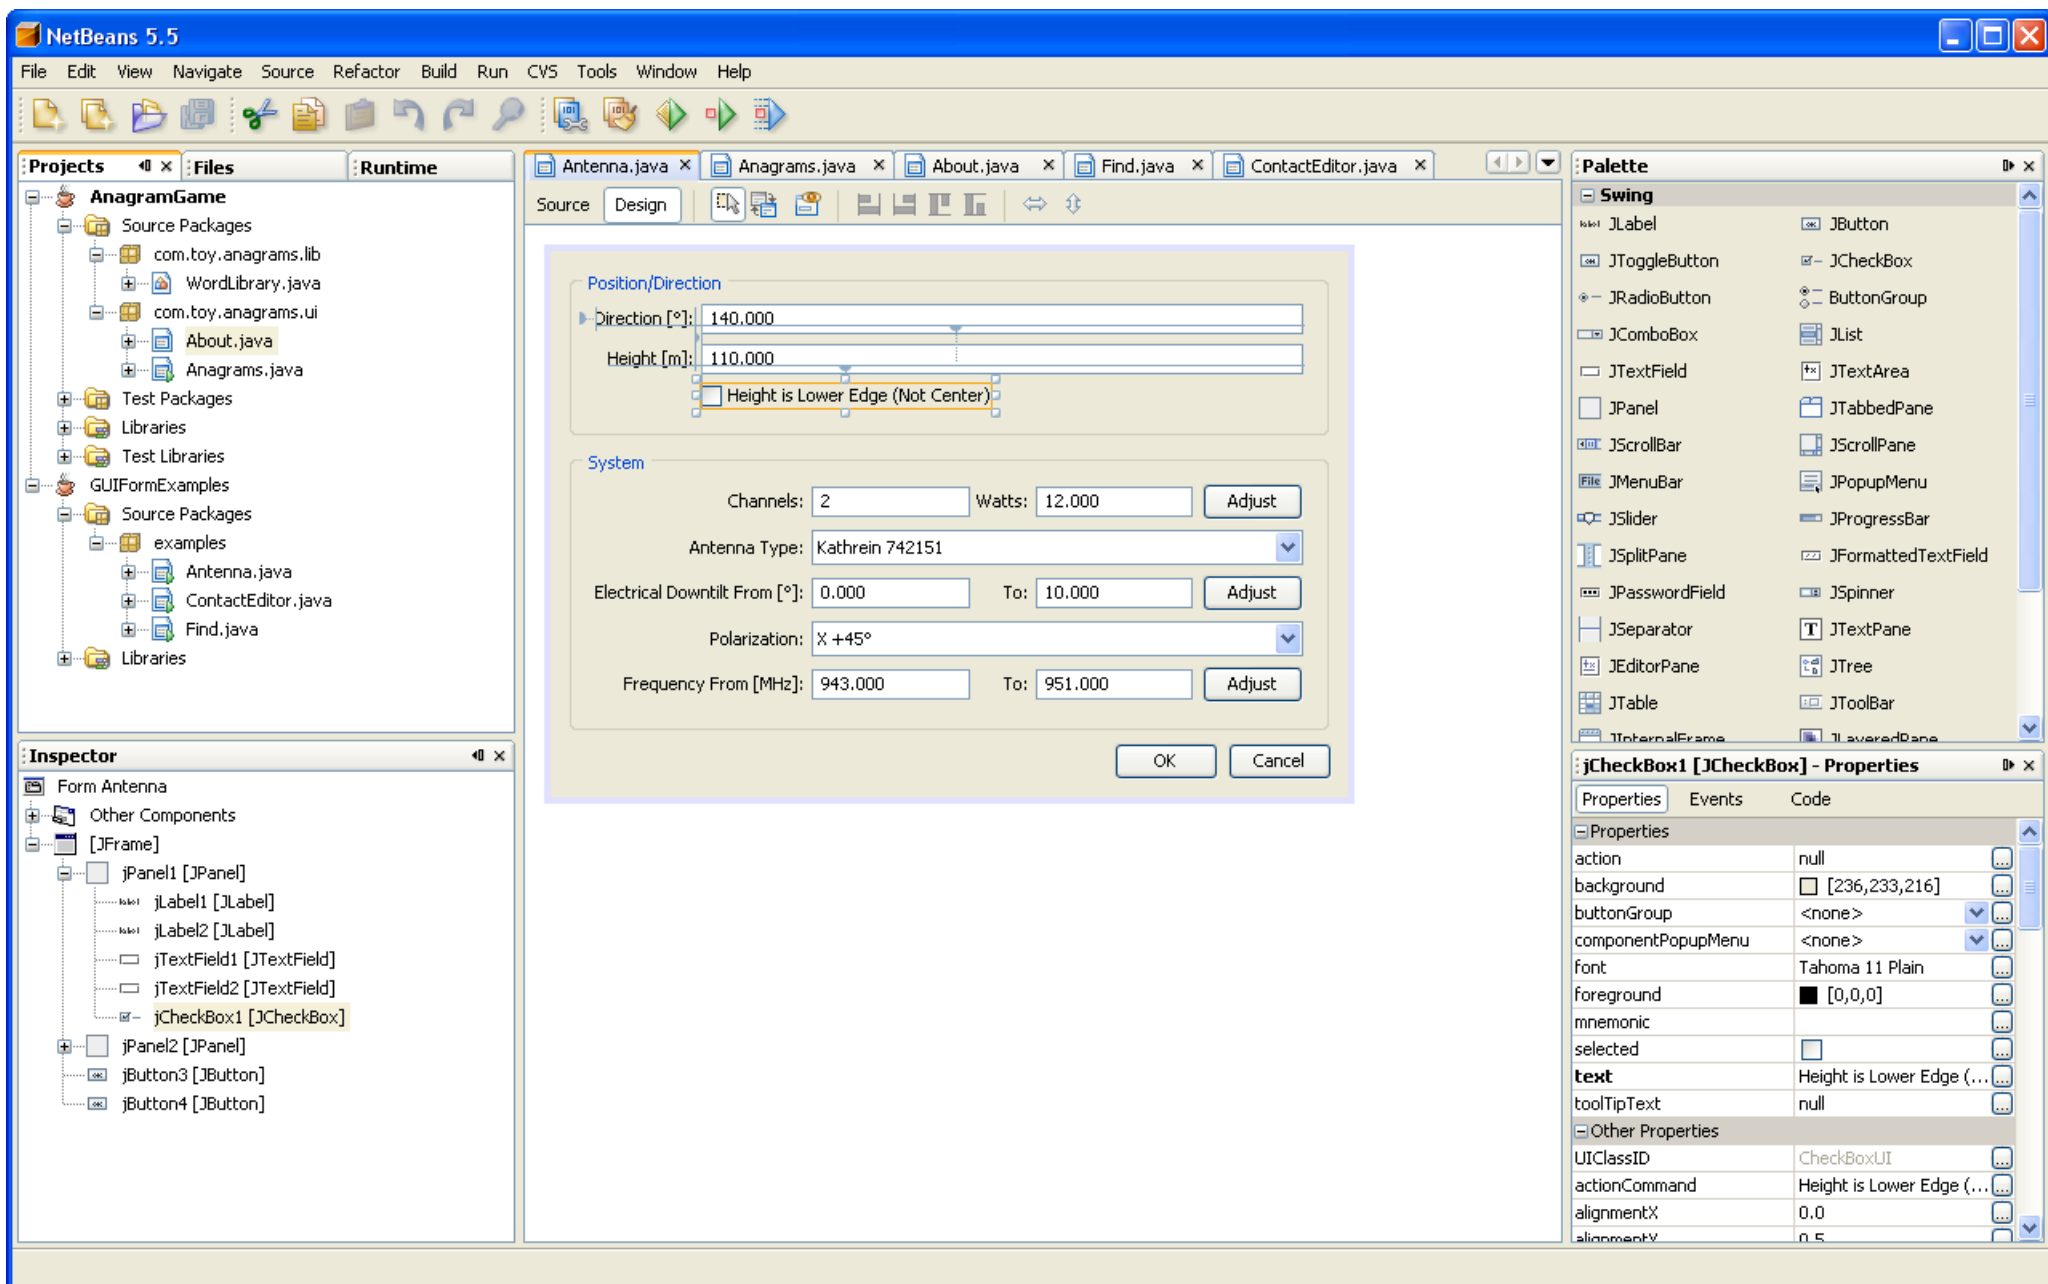 NetBeans 5.5
File Edit View Navigate Source Refactor Build Run CVS Tools Window Help
Projects Files Runtime
AnagramGame
Source Packages
com.toy.anagrams.lib
WordLibrary.java
com.toy.anagrams.ui
About.java
Anagrams.java
Test Packages
Libraries
Test Libraries
GUIFormExamples
Source Packages
examples
Antenna.java
ContactEditor.java
Find.java
Libraries
Inspector
Form Antenna
Other Components
[JFrame]
jPanel1 [JPanel]
jLabel1 [JLabel]
jLabel2 [JLabel]
jTextField1 [JTextField]
jTextField2 [JTextField]
jCheckBox1 [JCheckBox]
jPanel2 [JPanel]
jButton3 [JButton]
jButton4 [JButton]
Antenna.java Anagrams.java About.java Find.java ContactEditor.java
Source Design
Position/Direction
Direction [°]: 140.000
Height [m]: 110.000
Height is Lower Edge (Not Center)
System
Channels: 2 Watts: 12.000 Adjust
Antenna Type: Kathrein 742151
Electrical Downtilt From [°]: 0.000 To: 10.000 Adjust
Polarization: X +45°
Frequency From [MHz]: 943.000 To: 951.000 Adjust
OK Cancel
Palette
Swing
JLabel JButton
JToggleButton JCheckBox
JRadioButton ButtonGroup
JComboBox JList
JTextField JTextArea
JPanel JTabbedPane
JScrollBar JScrollPane
JMenuBar JPopupMenu
JSlider JProgressBar
JSplitPane JFormattedTextField
JPasswordField JSpinner
JSeparator JTextPane
JEditorPane JTree
JTable JToolBar
JInternalFrame JLayeredPane
jCheckBox1 [JCheckBox] - Properties
Properties Events Code
Properties
action null
background [236,233,216]
buttonGroup <none>
componentPopupMenu <none>
font Tahoma 11 Plain
foreground [0,0,0]
mnemonic
selected
text Height is Lower Edge (...
toolTipText null
Other Properties
UIClassID CheckBoxUI
actionCommand Height is Lower Edge (...
alignmentX 0.0
alignmentY 0.5